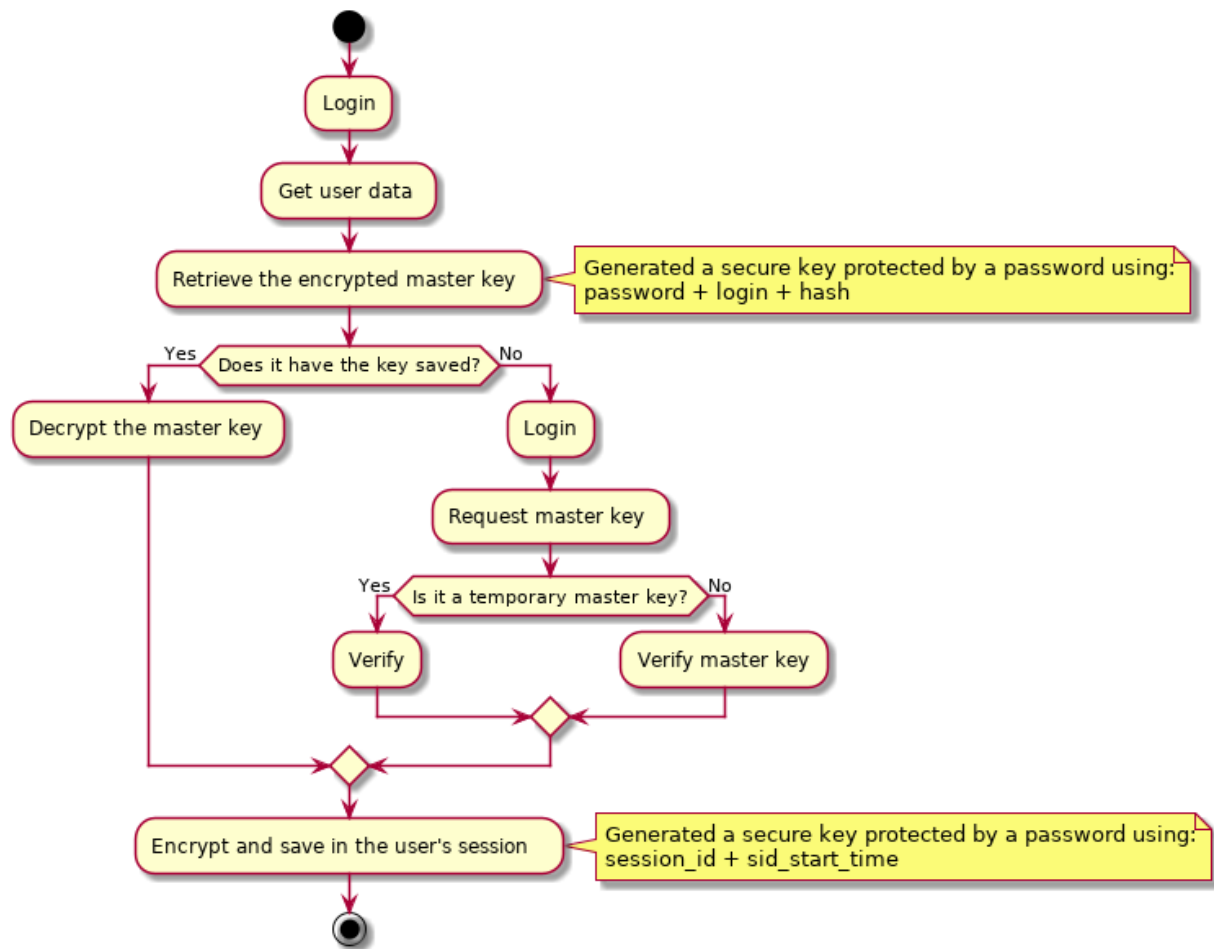 Login
Get user data
Retrieve the encrypted master key
Generated a secure key protected by a password using:
password + login + hash
Does it have the key saved?
Yes
No
Decrypt the master key
Login
Request master key
Is it a temporary master key?
Yes
No
Verify
Verify master key
Encrypt and save in the user's session
Generated a secure key protected by a password using:
session_id + sid_start_time